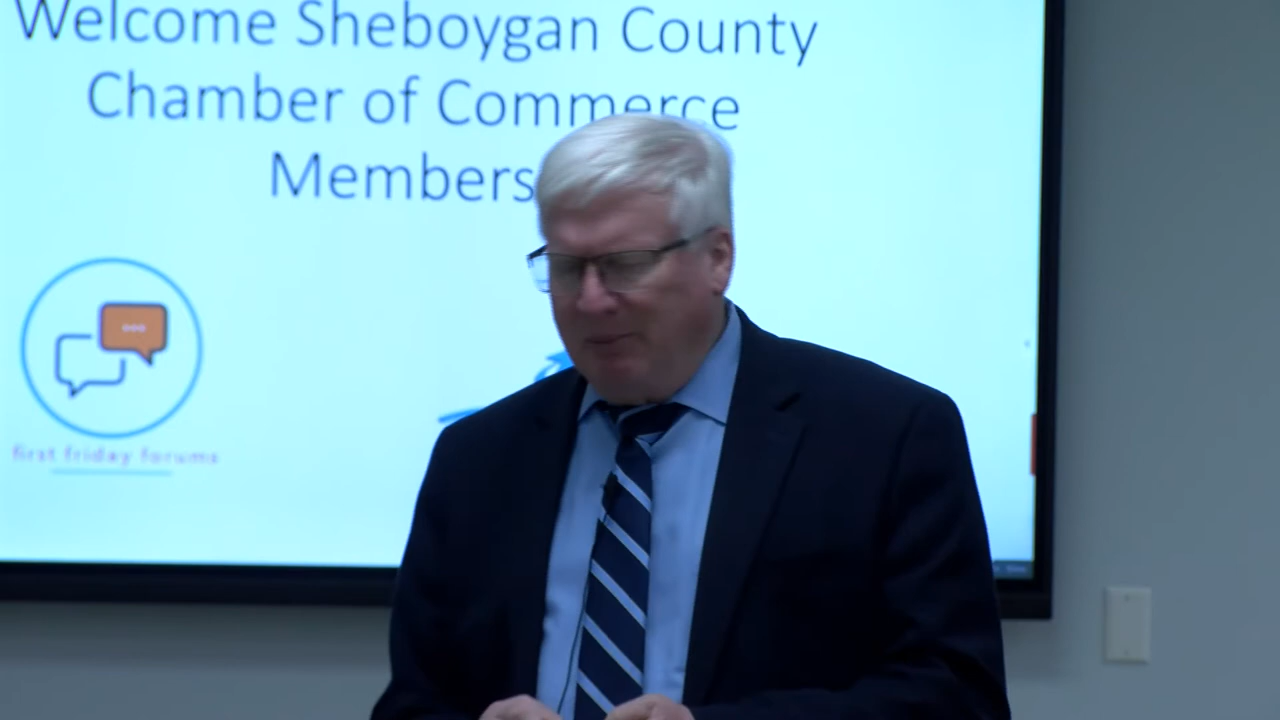 Welcome Sheboygan County
Chamber of Commerce
Members
first friday forums